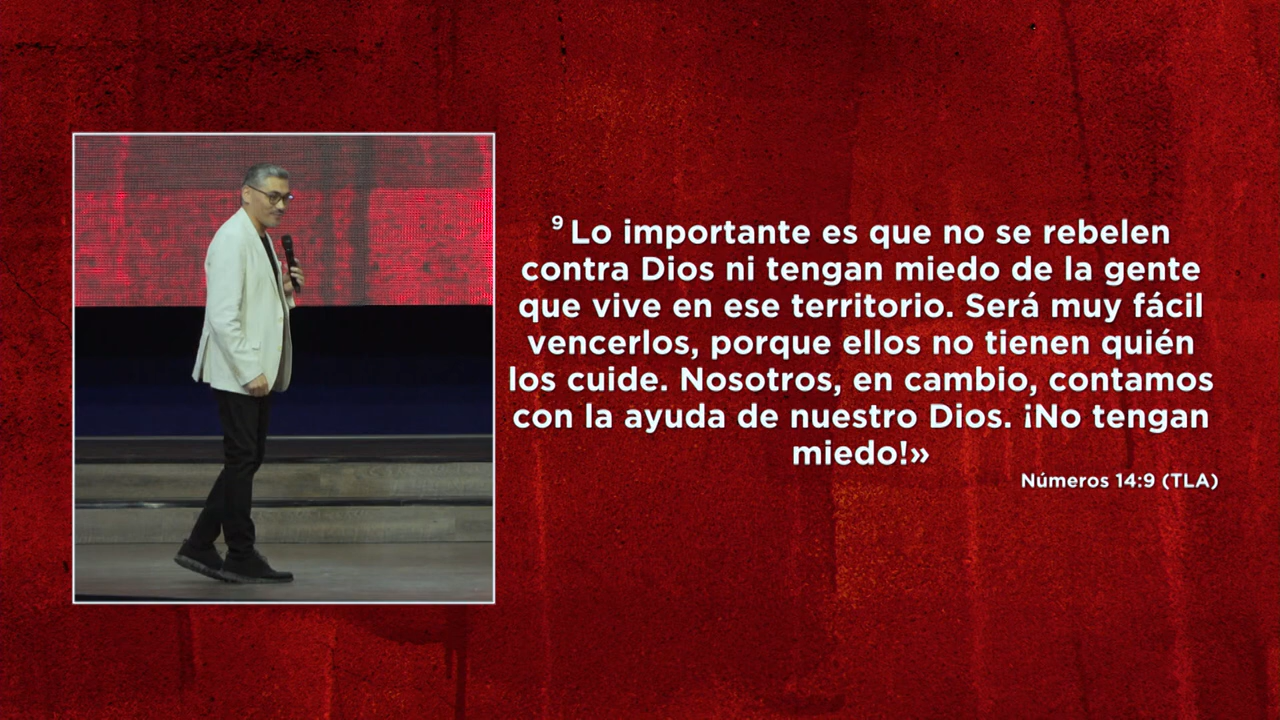 ⁹ Lo importante es que no se rebelen
contra Dios ni tengan miedo de la gente
que vive en ese territorio. Será muy fácil
vencerlos, porque ellos no tienen quién
los cuide. Nosotros, en cambio, contamos
con la ayuda de nuestro Dios. ¡No tengan
miedo!»
Números 14:9 (TLA)